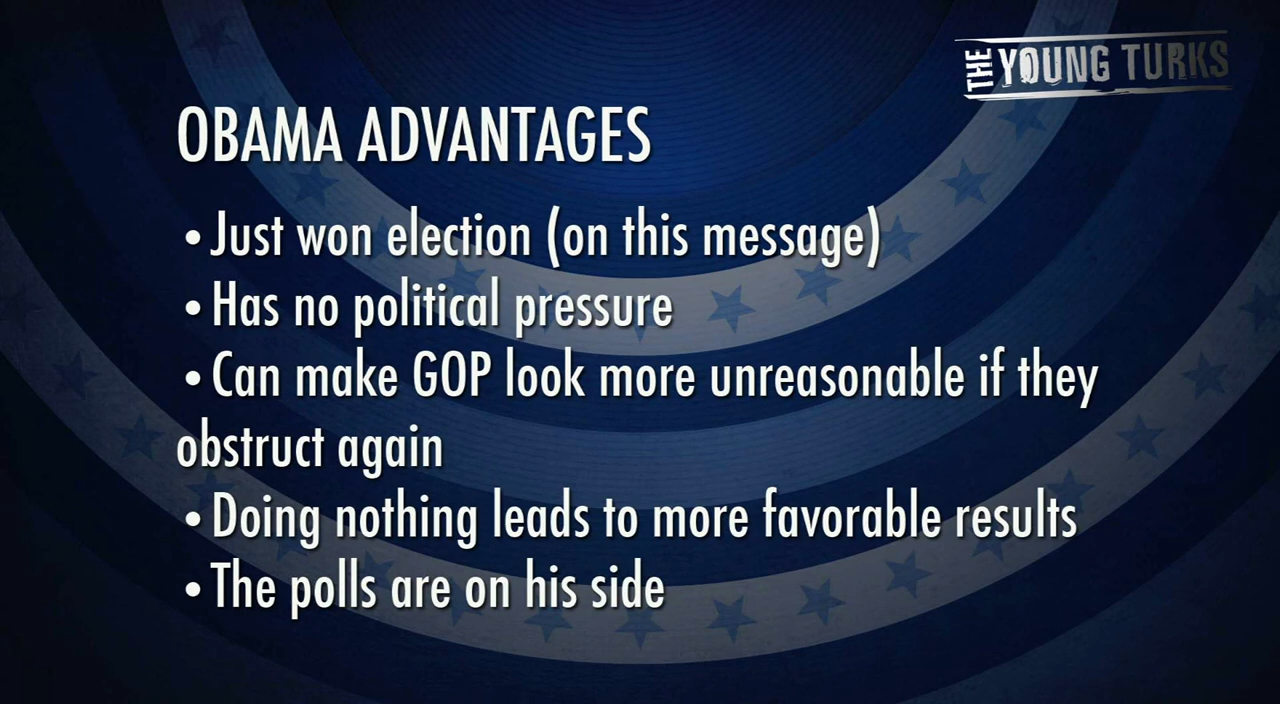 THE YOUNG TURKS
OBAMA ADVANTAGES
•Just won election (on this message)
•Has no political pressure
•Can make GOP look more unreasonable if they
obstruct again
•Doing nothing leads to more favorable results
•The polls are on his side